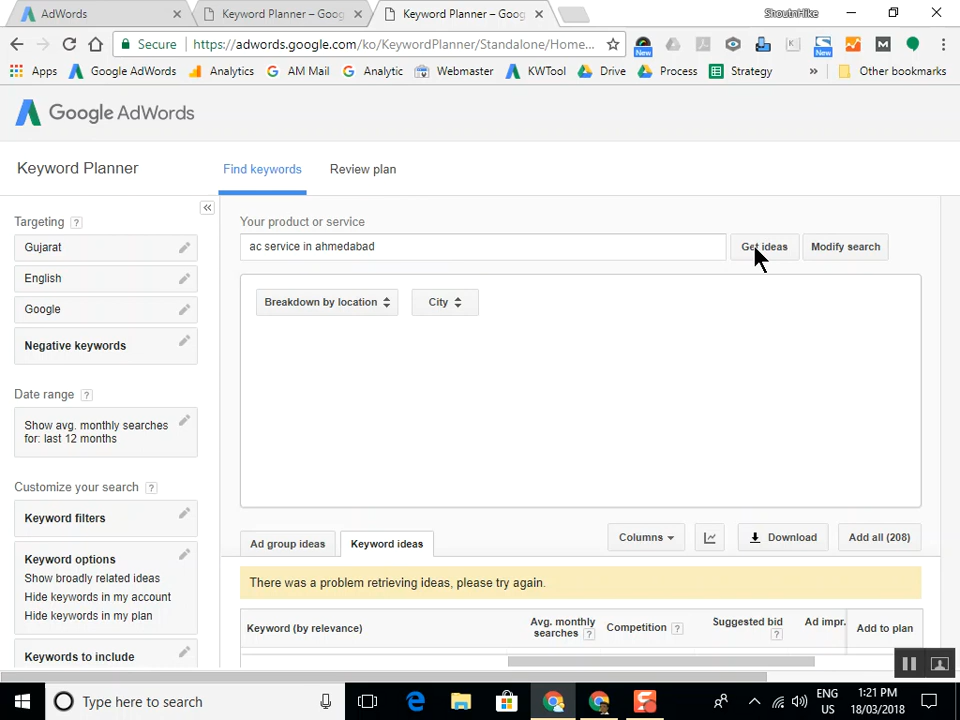 AdWords
Keyword Planner – Goog
Keyword Planner – Goog
ShoutnHike
Secure
https://adwords.google.com/ko/KeywordPlanner/Standalone/Home...
New
New
Apps
Google AdWords
Analytics
AM Mail
Analytic
Webmaster
KWTool
Drive
Process
Strategy
»
Other bookmarks
Google AdWords
Keyword Planner
Find keywords
Review plan
Targeting ?
Gujarat
English
Google
Negative keywords
Date range ?
Show avg. monthly searches
for: last 12 months
Customize your search ?
Keyword filters
Keyword options
Show broadly related ideas
Hide keywords in my account
Hide keywords in my plan
Keywords to include
«
Your product or service
ac service in ahmedabad
Get ideas
Modify search
Breakdown by location
City
Ad group ideas
Keyword ideas
Columns
Download
Add all (208)
There was a problem retrieving ideas, please try again.
Keyword (by relevance)
Avg. monthly
searches ?
Competition ?
Suggested bid
?
Ad impr.
Add to plan
Type here to search
ENG
US
1:21 PM
18/03/2018